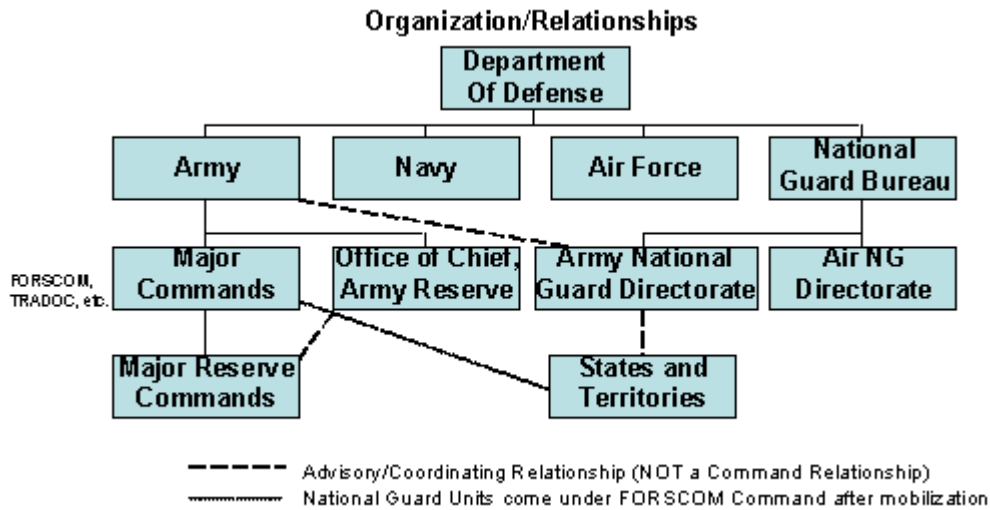 Organization/Relationships
Department
Of Defense
Army
Navy
Air Force
National
Guard Bureau
FORSCOM,
TRADOC, etc.
Major
Commands
Office of Chief,
Army Reserve
Army National
Guard Directorate
Air NG
Directorate
Major Reserve
Commands
States and
Territories
Advisory/Coordinating Relationship (NOT a Command Relationship)
National Guard Units come under FORSCOM Command after mobilization